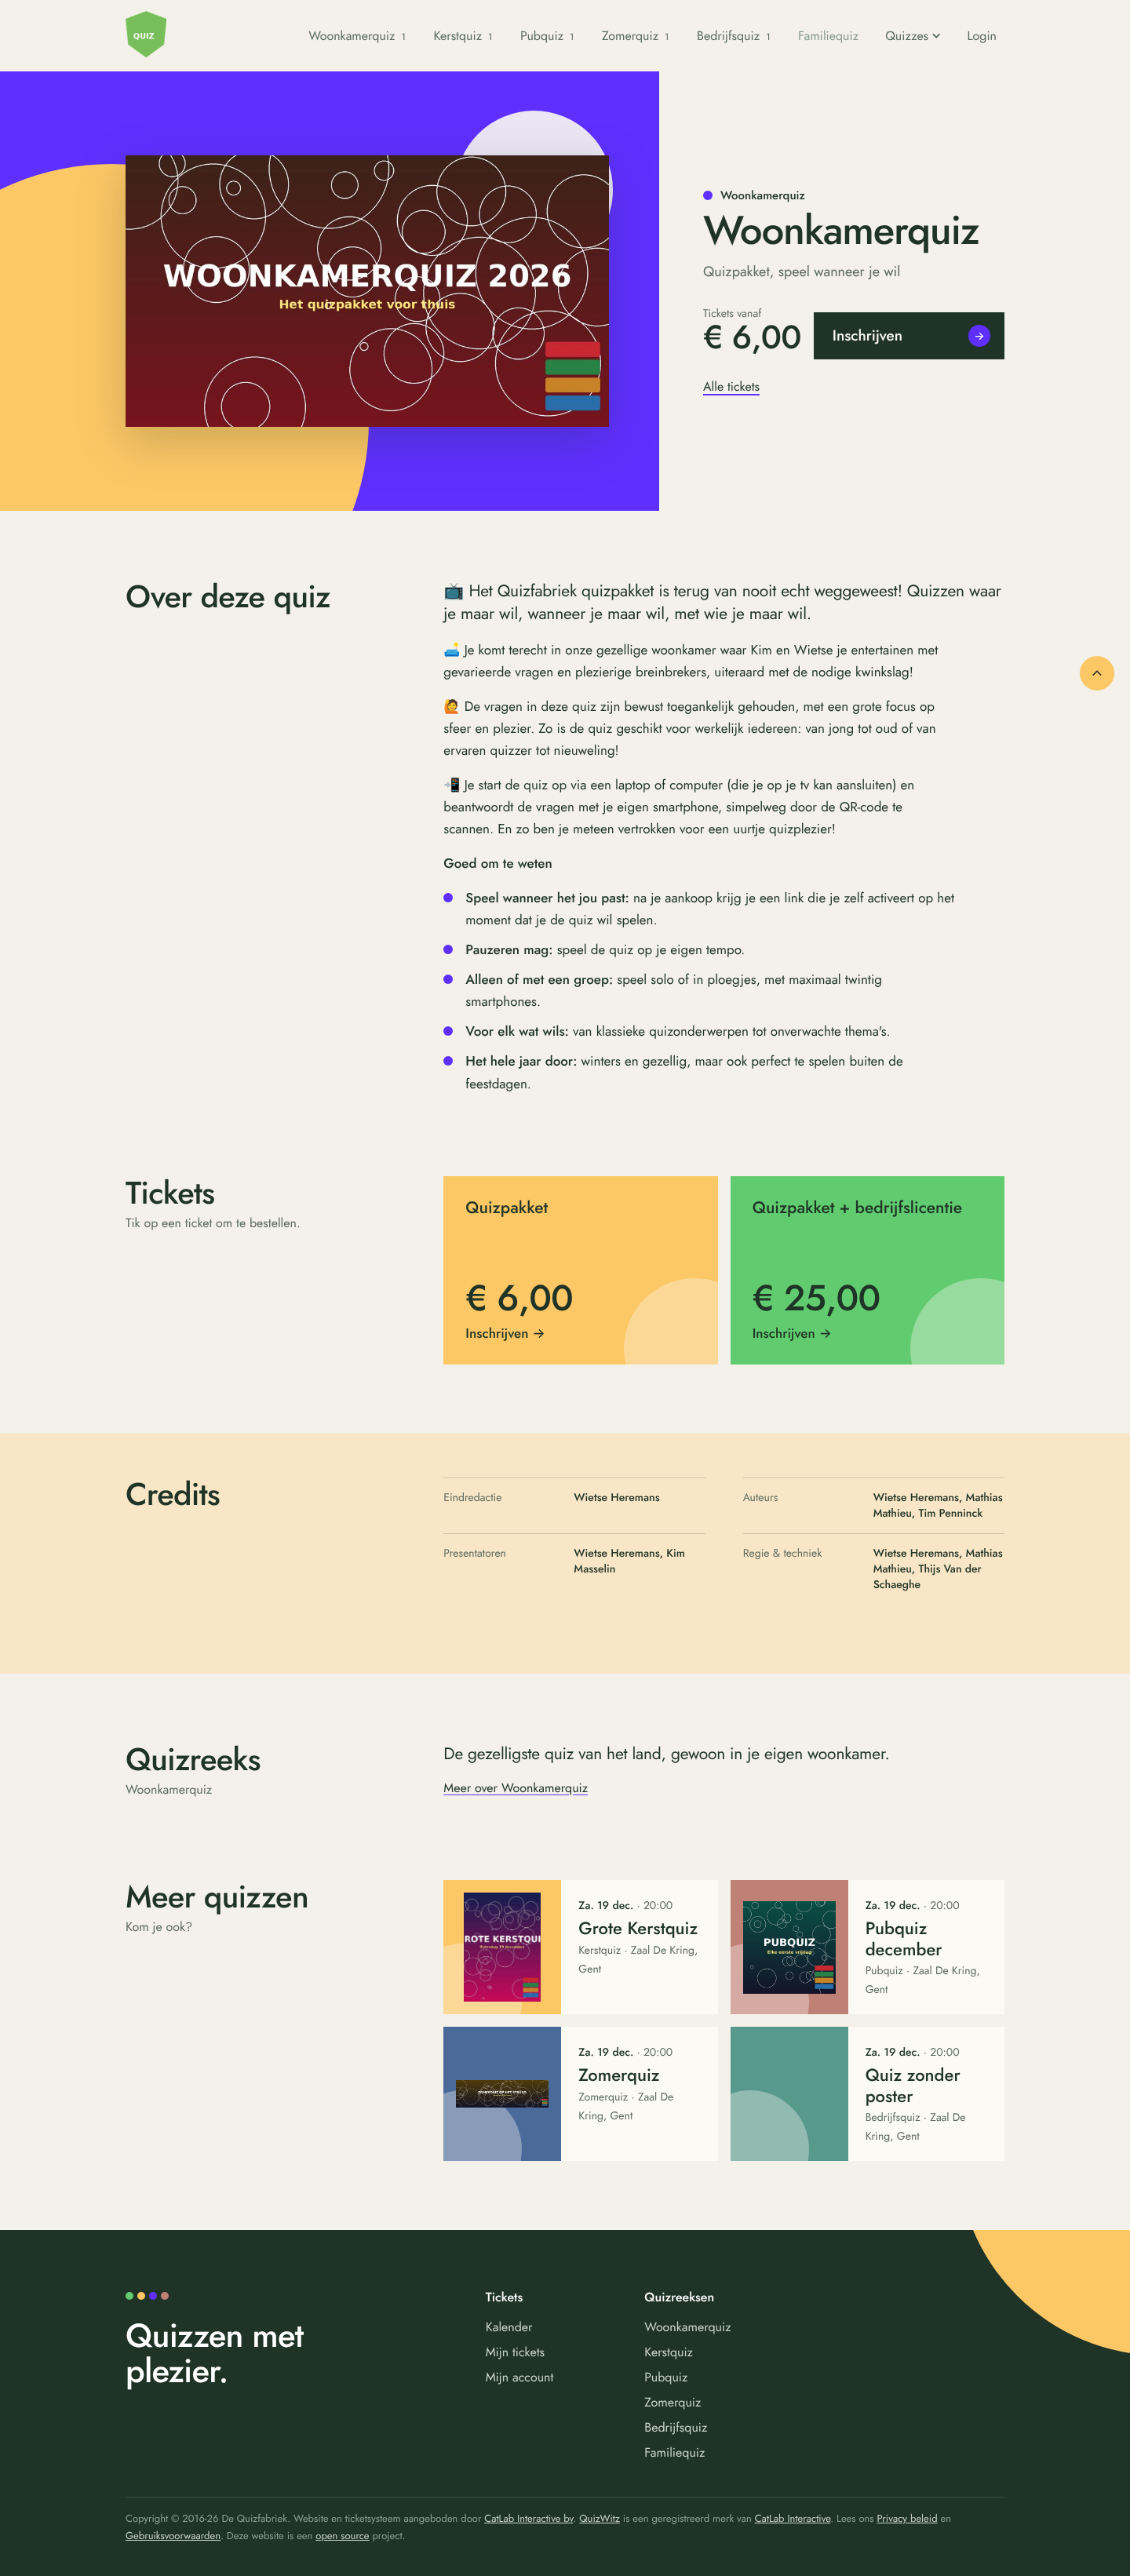 QUIZ
Woonkamerquiz 1 Kerstquiz 1 Pubquiz 1 Zomerquiz 1 Bedrijfsquiz 1 Familiequiz Quizzes Login
WOONKAMERQUIZ 2026
Het quizpakket voor thuis
Woonkamerquiz
Woonkamerquiz
Quizpakket, speel wanneer je wil
Tickets vanaf
€ 6,00
Inschrijven →
Alle tickets
Over deze quiz
📺 Het Quizfabriek quizpakket is terug van nooit echt weggeweest! Quizzen waar
je maar wil, wanneer je maar wil, met wie je maar wil.
🛋️ Je komt terecht in onze gezellige woonkamer waar Kim en Wietse je entertainen met
gevarieerde vragen en plezierige breinbrekers, uiteraard met de nodige kwinkslag!
🙋 De vragen in deze quiz zijn bewust toegankelijk gehouden, met een grote focus op
sfeer en plezier. Zo is de quiz geschikt voor werkelijk iedereen: van jong tot oud of van
ervaren quizzer tot nieuweling!
📲 Je start de quiz op via een laptop of computer (die je op je tv kan aansluiten) en
beantwoordt de vragen met je eigen smartphone, simpelweg door de QR-code te
scannen. En zo ben je meteen vertrokken voor een uurtje quizplezier!
Goed om te weten
Speel wanneer het jou past: na je aankoop krijg je een link die je zelf activeert op het
moment dat je de quiz wil spelen.
Pauzeren mag: speel de quiz op je eigen tempo.
Alleen of met een groep: speel solo of in ploegjes, met maximaal twintig
smartphones.
Voor elk wat wils: van klassieke quizonderwerpen tot onverwachte thema's.
Het hele jaar door: winters en gezellig, maar ook perfect te spelen buiten de
feestdagen.
Tickets
Tik op een ticket om te bestellen.
Quizpakket
€ 6,00
Inschrijven →
Quizpakket + bedrijfslicentie
€ 25,00
Inschrijven →
Credits
Eindredactie
Wietse Heremans
Auteurs
Wietse Heremans, Mathias
Mathieu, Tim Penninck
Presentatoren
Wietse Heremans, Kim
Masselin
Regie & techniek
Wietse Heremans, Mathias
Mathieu, Thijs Van der
Schaeghe
Quizreeks
Woonkamerquiz
De gezelligste quiz van het land, gewoon in je eigen woonkamer.
Meer over Woonkamerquiz
Meer quizzen
Kom je ook?
ROTE KERSTQUI
Za. 19 dec. · 20:00
Grote Kerstquiz
Kerstquiz · Zaal De Kring,
Gent
PUBQUIZ
Elke eerste vrijdag
Za. 19 dec. · 20:00
Pubquiz
december
Pubquiz · Zaal De Kring,
Gent
Za. 19 dec. · 20:00
Zomerquiz
Zomerquiz · Zaal De
Kring, Gent
Za. 19 dec. · 20:00
Quiz zonder
poster
Bedrijfsquiz · Zaal De
Kring, Gent
Quizzen met
plezier.
Tickets
Kalender
Mijn tickets
Mijn account
Quizreeksen
Woonkamerquiz
Kerstquiz
Pubquiz
Zomerquiz
Bedrijfsquiz
Familiequiz
Copyright © 2016-26 De Quizfabriek. Website en ticketsysteem aangeboden door CatLab Interactive bv. QuizWitz is een geregistreerd merk van CatLab Interactive. Lees ons Privacy beleid en
Gebruiksvoorwaarden. Deze website is een open source project.